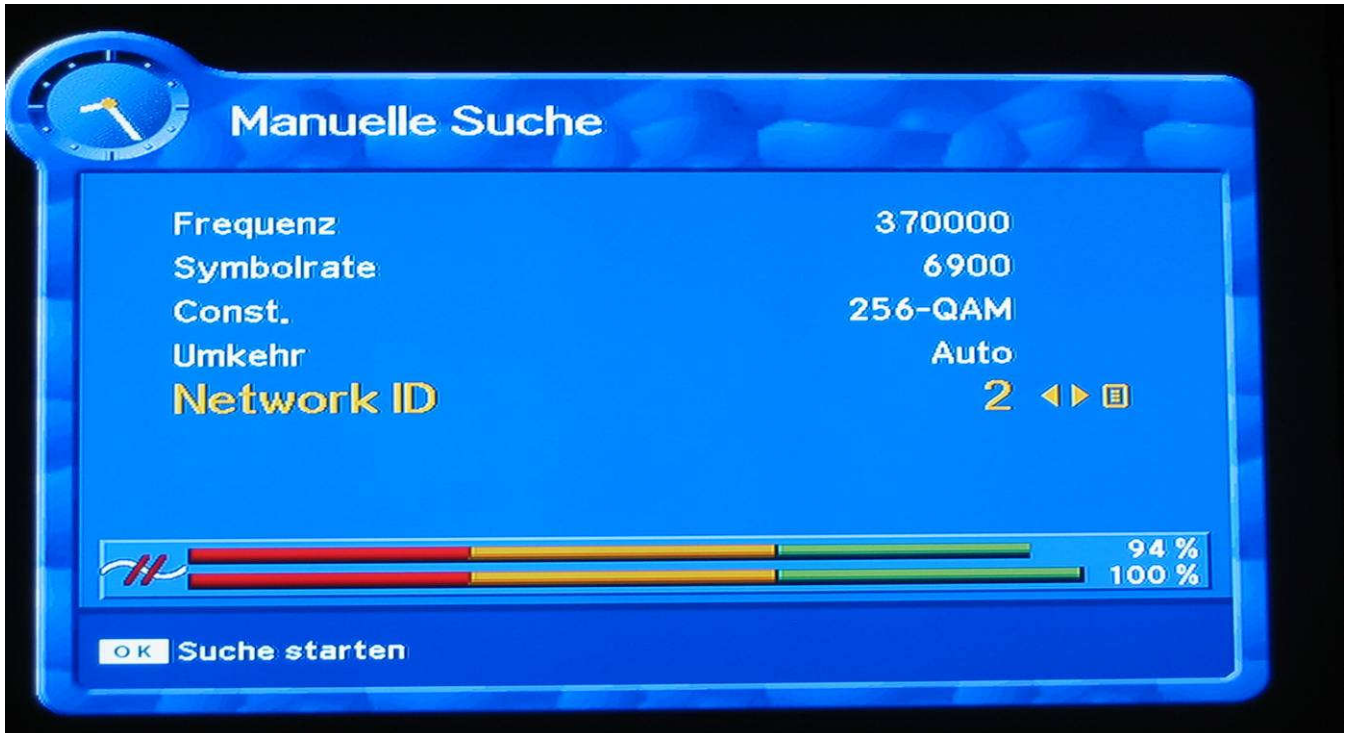 Manuelle Suche
Frequenz 370000
Symbolrate 6900
Const. 256-QAM
Umkehr Auto
Network ID 2
94 %
100 %
OK Suche starten